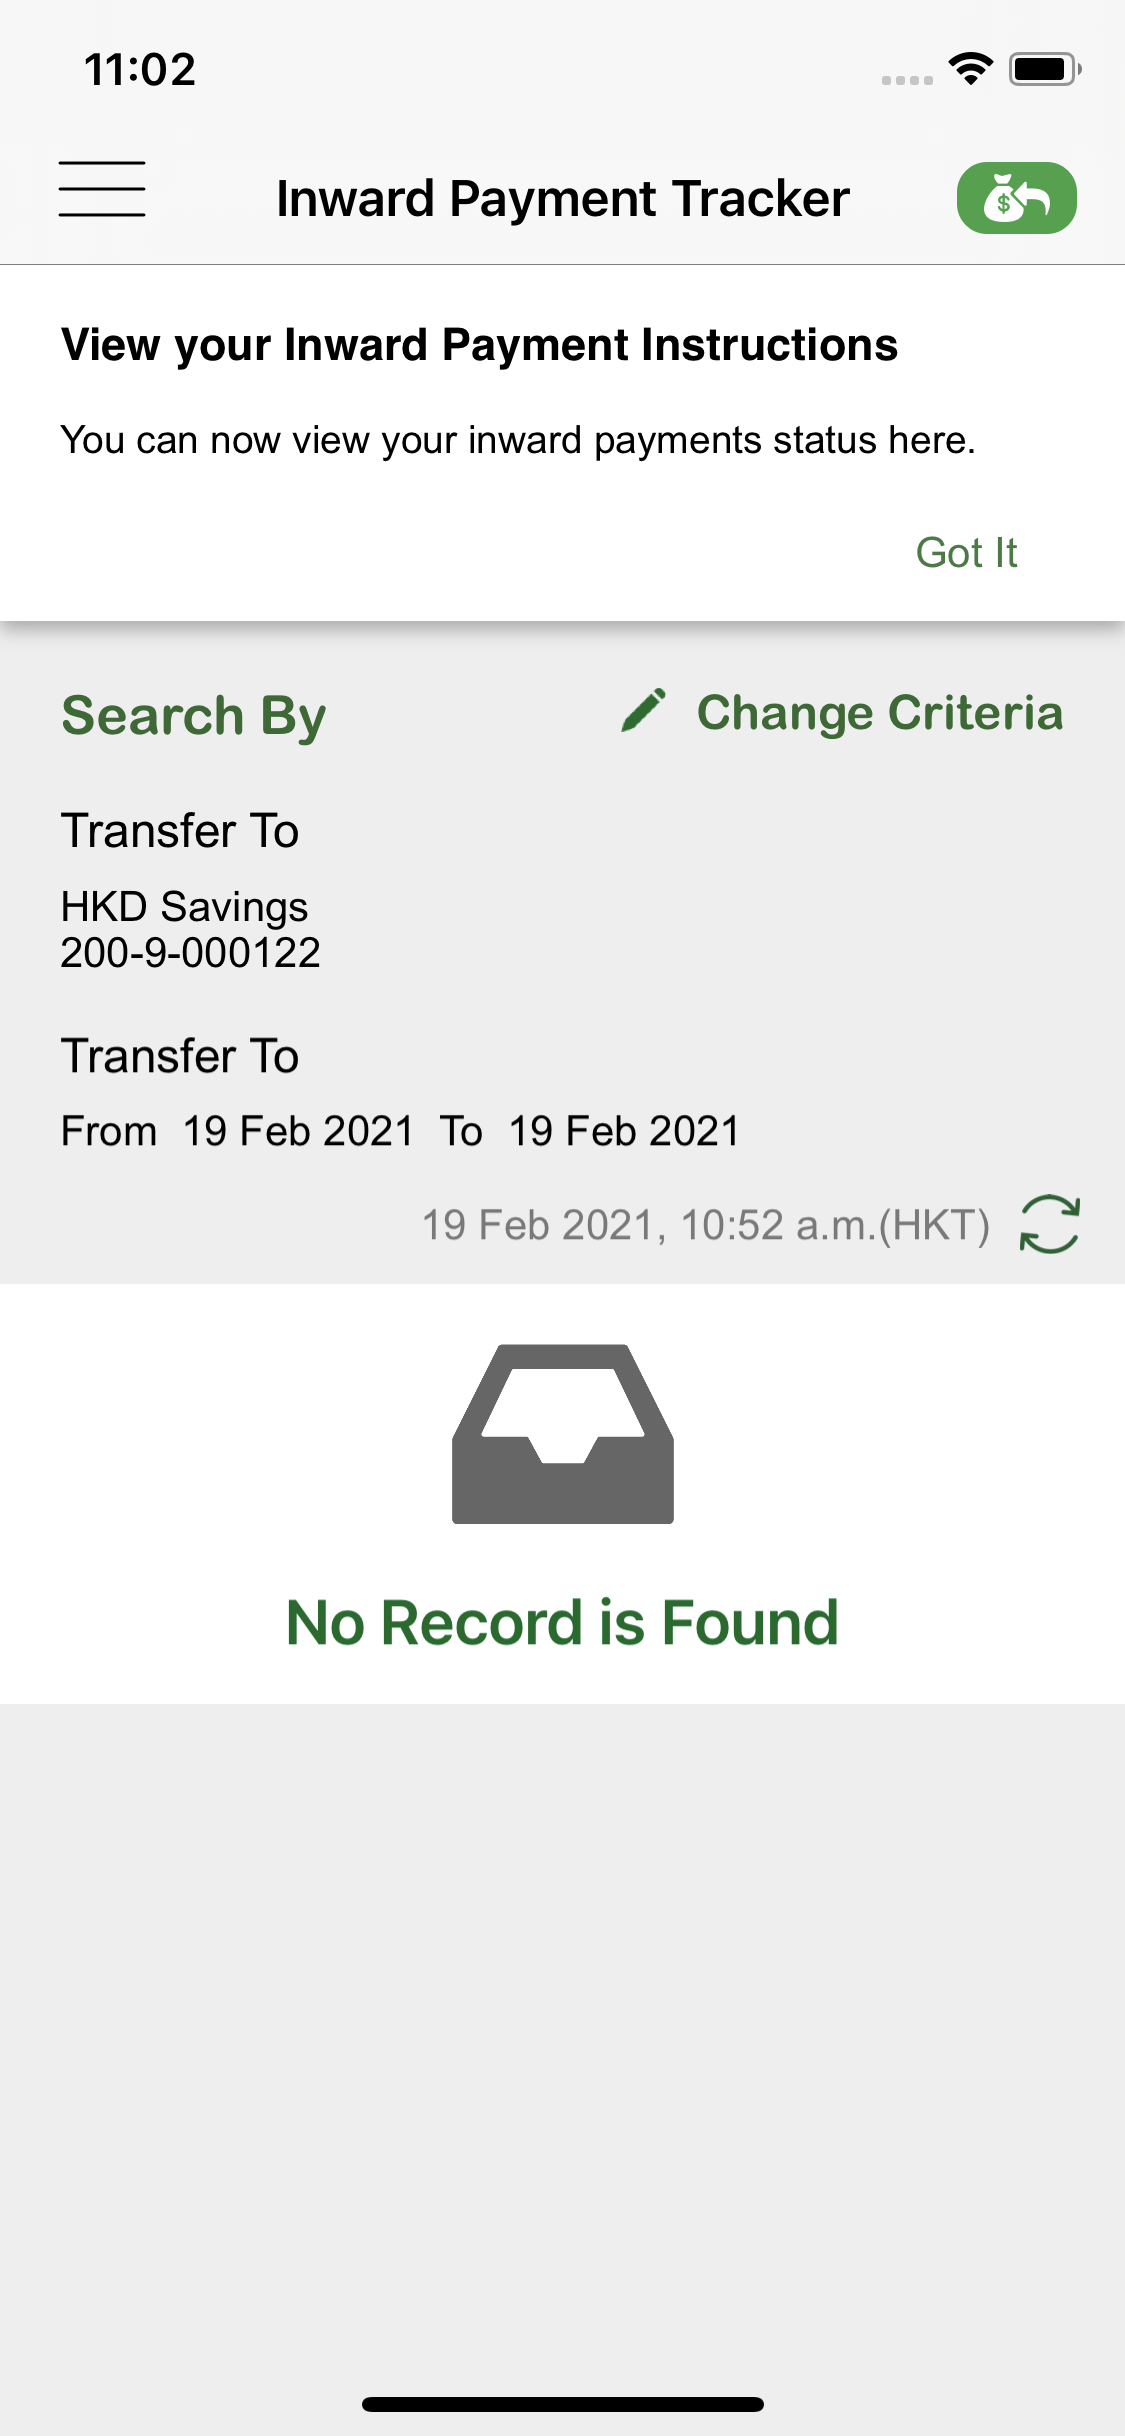 11:02
Inward Payment Tracker
$
View your Inward Payment Instructions
You can now view your inward payments status here.
Got It
Search By
Change Criteria
Transfer To
HKD Savings
200-9-000122
Transfer To
From 19 Feb 2021 To 19 Feb 2021
19 Feb 2021, 10:52 a.m.(HKT)
No Record is Found